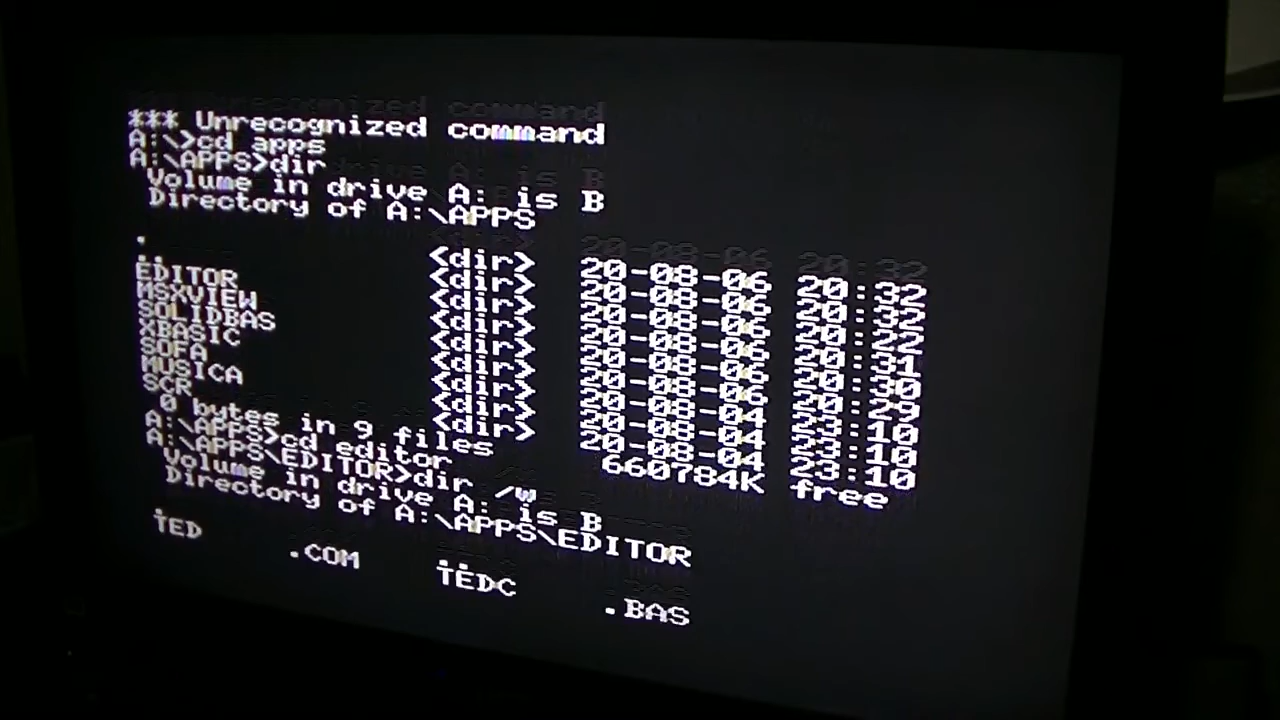 *** Unrecognized command
A:\>cd apps
A:\APPS>dir
Volume in drive A: is B
Directory of A:\APPS
. <dir> 20-08-06 20:32
.. <dir> 20-08-06 20:32
EDITOR <dir> 20-08-06 20:22
MSXVIEW <dir> 20-08-06 20:31
SOLIDBAS <dir> 20-08-06 20:30
XBASIC <dir> 20-08-06 20:29
SOFA <dir> 20-08-04 23:10
MUSICA <dir> 20-08-04 23:10
SCR <dir> 20-08-04 23:10
0 bytes in 9 files 660784K free
A:\APPS>cd editor
A:\APPS\EDITOR>dir /w
Volume in drive A: is B
Directory of A:\APPS\EDITOR
. ..
TED .COM TEDC .BAS